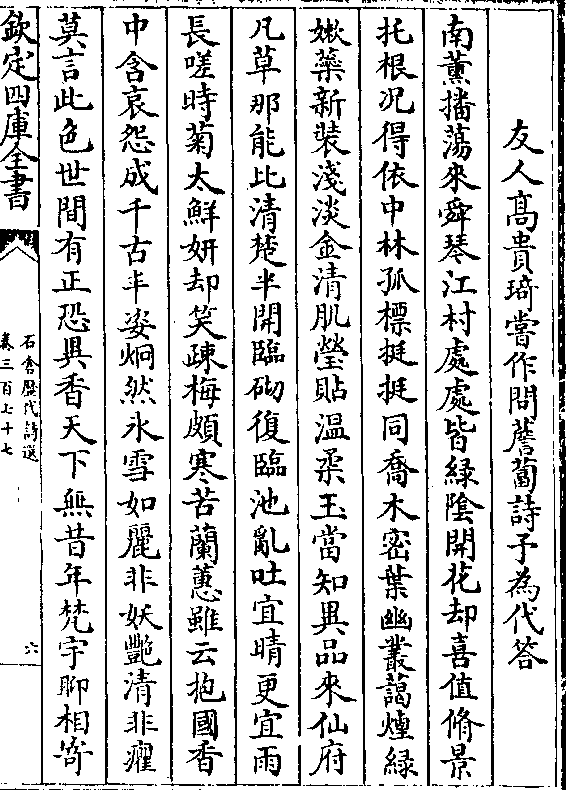 友人高貴琦嘗作問薝蔔詩予為代答
南薰播蕩來舜琴江村處處皆綠陰開花却喜值脩景
托根况得依中林孤標挺挺同喬木密葉幽叢藹煙緑
嫰蘂新裝淺淡金清肌瑩貼温柔玉當知異品來仙府
凡草那能比清楚半開臨砌復臨池亂吐宜晴更宜雨
長嗟時菊太鮮妍却笑疎梅頗寒苦蘭蕙雖云抱國香
中含哀怨成千古丰姿炯然氷雪如麗非妖艷清非癯
莫言此色世間有正恐異香天下無昔年梵宇聊相寄
欽定四庫全書
石倉歴代詩選
卷三百七十七
六